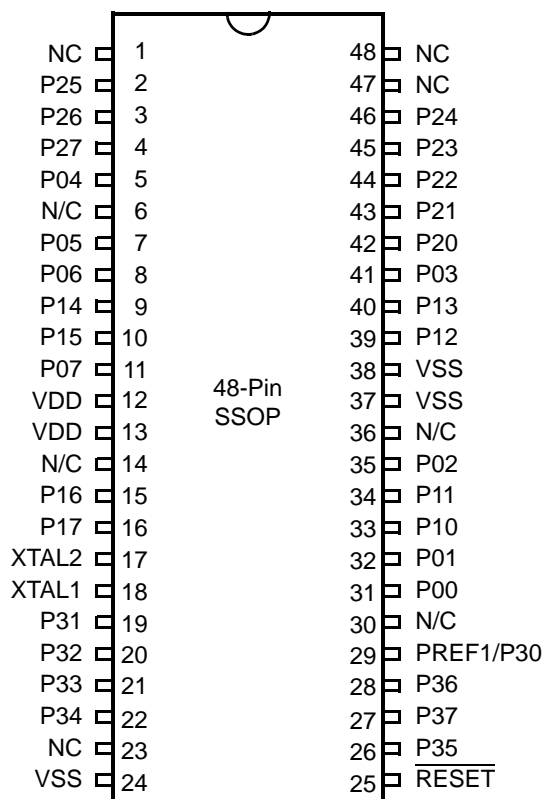 NC 1 48 NC
P25 2 47 NC
P26 3 46 P24
P27 4 45 P23
P04 5 44 P22
N/C 6 43 P21
P05 7 42 P20
P06 8 41 P03
P14 9 40 P13
P15 10 39 P12
P07 11 38 VSS
VDD 12 48-Pin 37 VSS
VDD 13 SSOP 36 N/C
N/C 14 35 P02
P16 15 34 P11
P17 16 33 P10
XTAL2 17 32 P01
XTAL1 18 31 P00
P31 19 30 N/C
P32 20 29 PREF1/P30
P33 21 28 P36
P34 22 27 P37
NC 23 26 P35
VSS 24 25 RESET